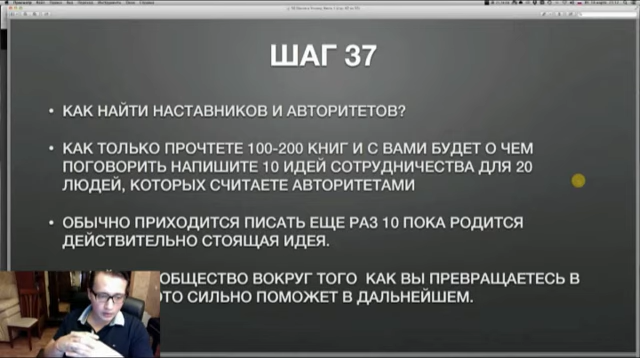 ШАГ 37
• КАК НАЙТИ НАСТАВНИКОВ И АВТОРИТЕТОВ?
• КАК ТОЛЬКО ПРОЧТЕТЕ 100-200 КНИГ И С ВАМИ БУДЕТ О ЧЕМ
ПОГОВОРИТЬ НАПИШИТЕ 10 ИДЕЙ СОТРУДНИЧЕСТВА ДЛЯ 20
ЛЮДЕЙ, КОТОРЫХ СЧИТАЕТЕ АВТОРИТЕТАМИ
• ОБЫЧНО ПРИХОДИТСЯ ПИСАТЬ ЕЩЕ РАЗ 10 ПОКА РОДИТСЯ
ДЕЙСТВИТЕЛЬНО СТОЯЩАЯ ИДЕЯ.
ОБЩЕСТВО ВОКРУГ ТОГО КАК ВЫ ПРЕВРАЩАЕТЕСЬ В
ЭТО СИЛЬНО ПОМОЖЕТ В ДАЛЬНЕЙШЕМ.